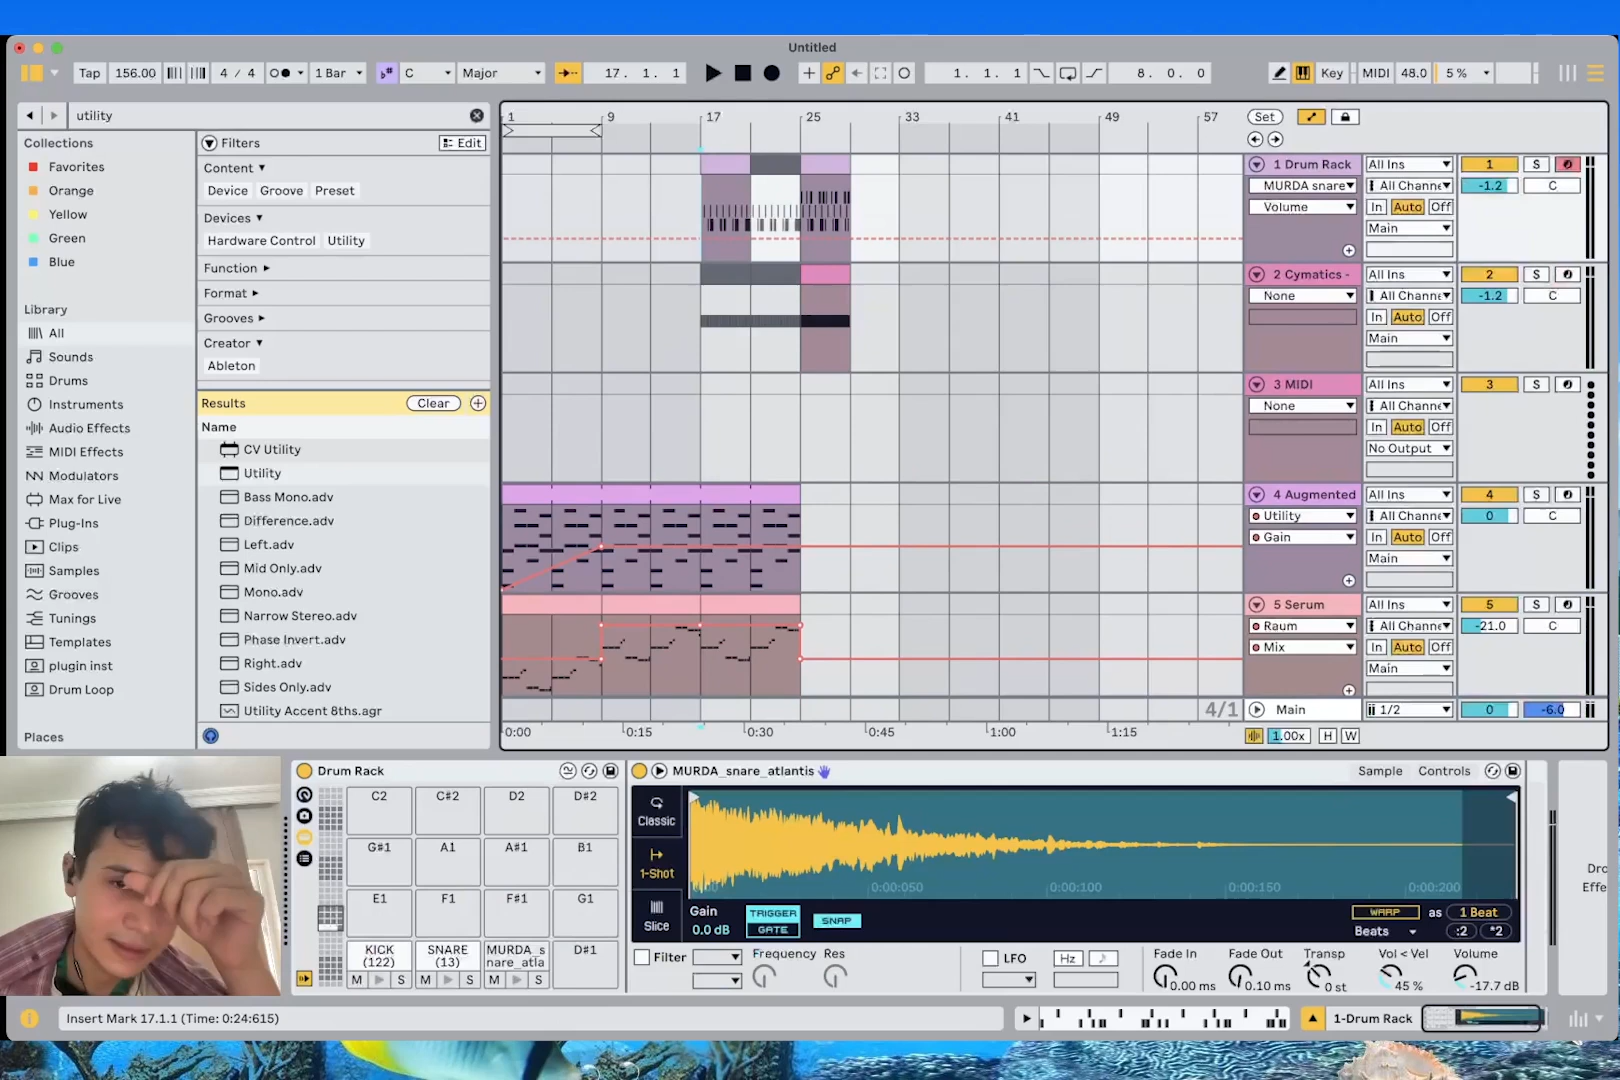 Untitled
Tap 156.00 4 / 4 1 Bar C Major 17. 1. 1 1. 1. 1 8. 0. 0 Key MIDI 48.0 5 %
utility
Collections
Favorites
Orange
Yellow
Green
Blue
Library
All
Sounds
Drums
Instruments
Audio Effects
MIDI Effects
Modulators
Max for Live
Plug-Ins
Clips
Samples
Grooves
Tunings
Templates
plugin inst
Drum Loop
Places
Filters Edit
Content
Device Groove Preset
Devices
Hardware Control Utility
Function
Format
Grooves
Creator
Ableton
Results Clear
Name
CV Utility
Utility
Bass Mono.adv
Difference.adv
Left.adv
Mid Only.adv
Mono.adv
Narrow Stereo.adv
Phase Invert.adv
Right.adv
Sides Only.adv
Utility Accent 8ths.agr
1 9 17 25 33 41 49 57
Set
1 Drum Rack All Ins 1 S
MURDA snare All Channe -1.2 C
Volume In Auto Off
Main
2 Cymatics - All Ins 2 S
None All Channe -1.2 C
In Auto Off
Main
3 MIDI All Ins 3 S
None All Channe
In Auto Off
No Output
4 Augmented All Ins 4 S
Utility All Channe 0 C
Gain In Auto Off
Main
5 Serum All Ins 5 S
Raum All Channe -21.0 C
Mix In Auto Off
Main
4/1 Main 1/2 0 -6.0
0:00 0:15 0:30 0:45 1:00 1:15 1.00x H W
Drum Rack
C2 C#2 D2 D#2
G#1 A1 A#1 B1
E1 F1 F#1 G1
KICK (122) SNARE (13) MURDA_s nare_atla D#1
M S M S M S
MURDA_snare_atlantis Sample Controls
Classic
1-Shot
Slice
0:00:050 0:00:100 0:00:150 0:00:200
Gain TRIGGER SNAP WARP as 1 Beat
0.0 dB GATE Beats :2 *2
Filter Frequency Res LFO Hz Fade In Fade Out Transp Vol < Vel Volume
0.00 ms 0.10 ms 0 st 45 % -17.7 dB
Insert Mark 17.1.1 (Time: 0:24:615) 1-Drum Rack